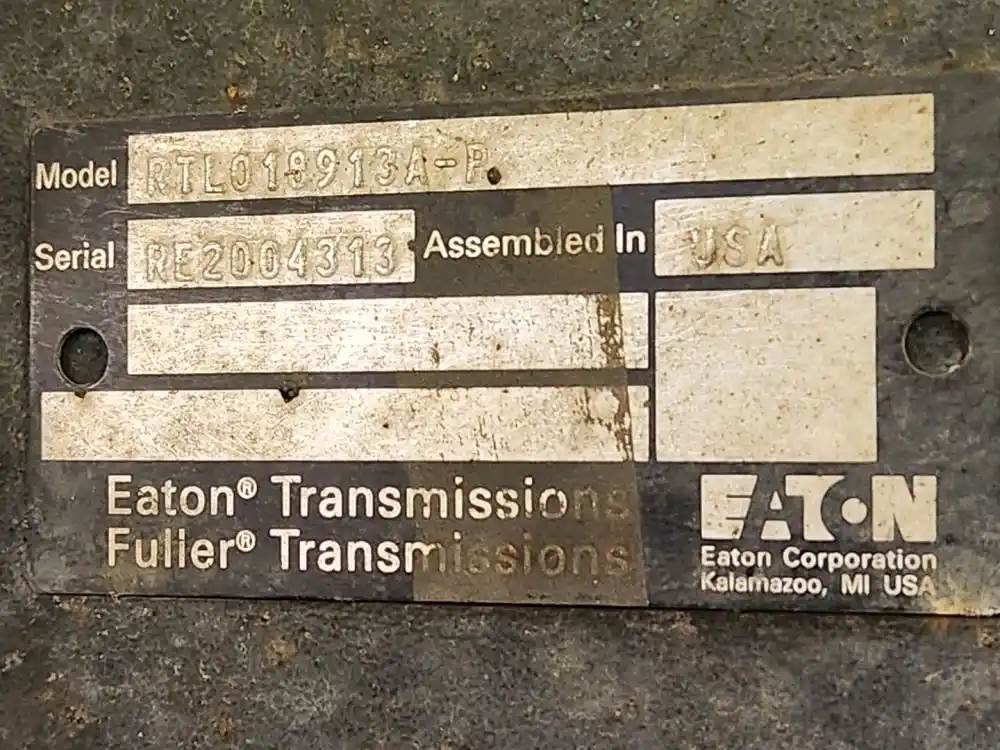 Model RTLO18913A-P
Serial RE2004313 Assembled In USA
Eaton® Transmissions
Fuller® Transmissions
EATON
Eaton Corporation
Kalamazoo, MI USA